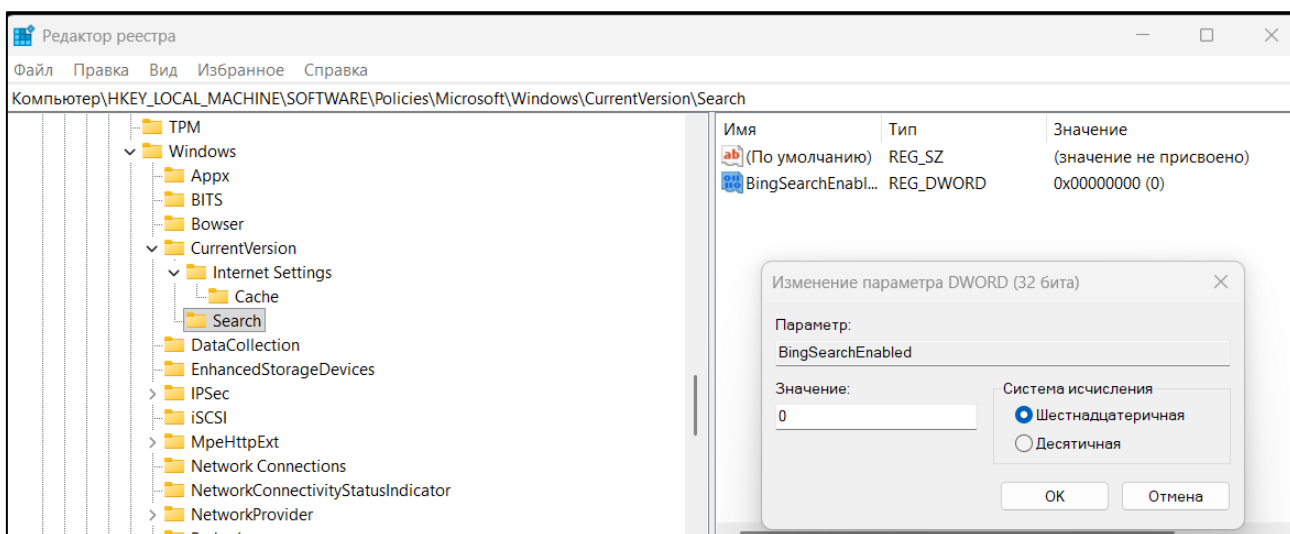 Редактор реестра
Файл Правка Вид Избранное Справка
Компьютер\HKEY_LOCAL_MACHINE\SOFTWARE\Policies\Microsoft\Windows\CurrentVersion\Search
TPM
Windows
Appx
BITS
Bowser
CurrentVersion
Internet Settings
Cache
Search
DataCollection
EnhancedStorageDevices
IPSec
iSCSI
MpeHttpExt
Network Connections
NetworkConnectivityStatusIndicator
NetworkProvider
Имя Тип Значение
(По умолчанию) REG_SZ (значение не присвоено)
BingSearchEnabl... REG_DWORD 0x00000000 (0)
Изменение параметра DWORD (32 бита)
Параметр:
BingSearchEnabled
Значение:
0
Система исчисления
Шестнадцатеричная
Десятичная
OK Отмена